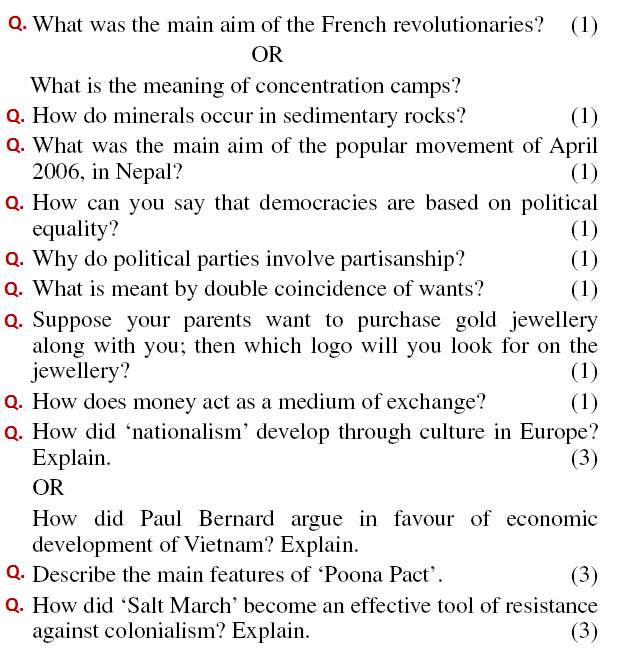 Q. What was the main aim of the French revolutionaries? (1)
OR
What is the meaning of concentration camps?
Q. How do minerals occur in sedimentary rocks? (1)
Q. What was the main aim of the popular movement of April
2006, in Nepal? (1)
Q. How can you say that democracies are based on political
equality? (1)
Q. Why do political parties involve partisanship? (1)
Q. What is meant by double coincidence of wants? (1)
Q. Suppose your parents want to purchase gold jewellery
along with you; then which logo will you look for on the
jewellery? (1)
Q. How does money act as a medium of exchange? (1)
Q. How did ‘nationalism’ develop through culture in Europe?
Explain. (3)
OR
How did Paul Bernard argue in favour of economic
development of Vietnam? Explain.
Q. Describe the main features of ‘Poona Pact’. (3)
Q. How did ‘Salt March’ become an effective tool of resistance
against colonialism? Explain. (3)